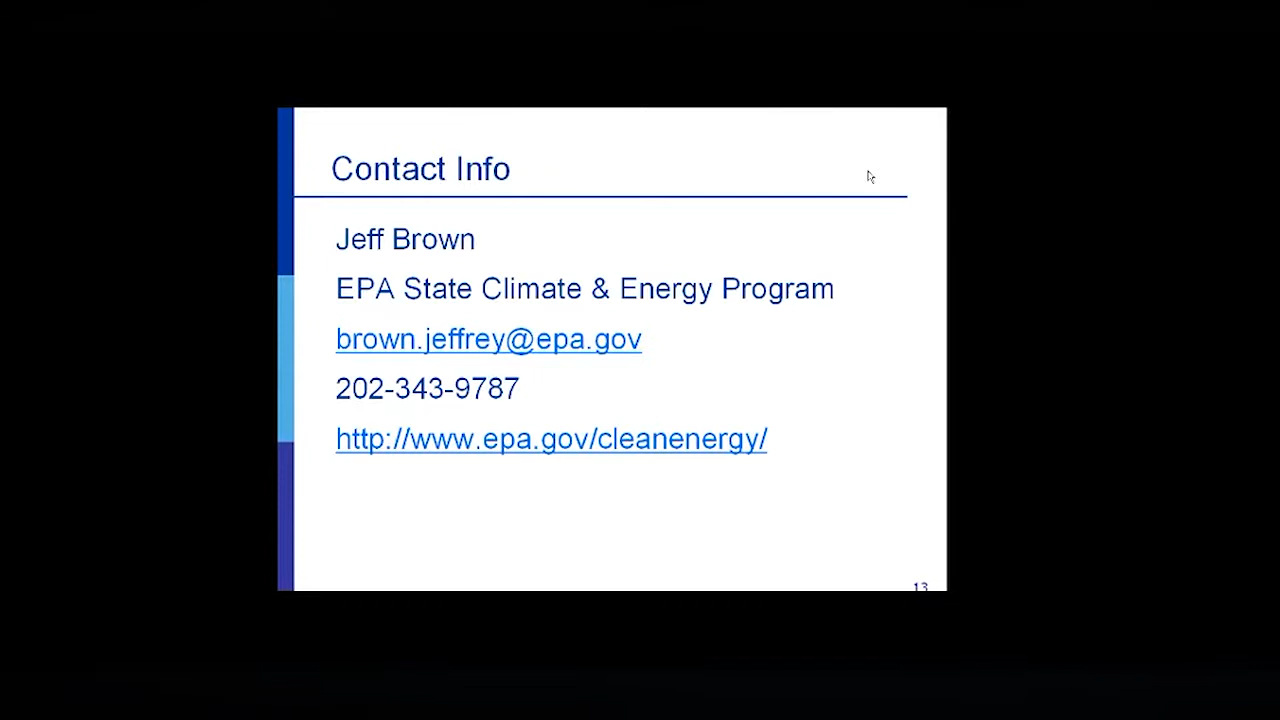 Contact Info
Jeff Brown
EPA State Climate & Energy Program
brown.jeffrey@epa.gov
202-343-9787
http://www.epa.gov/cleanenergy/
13